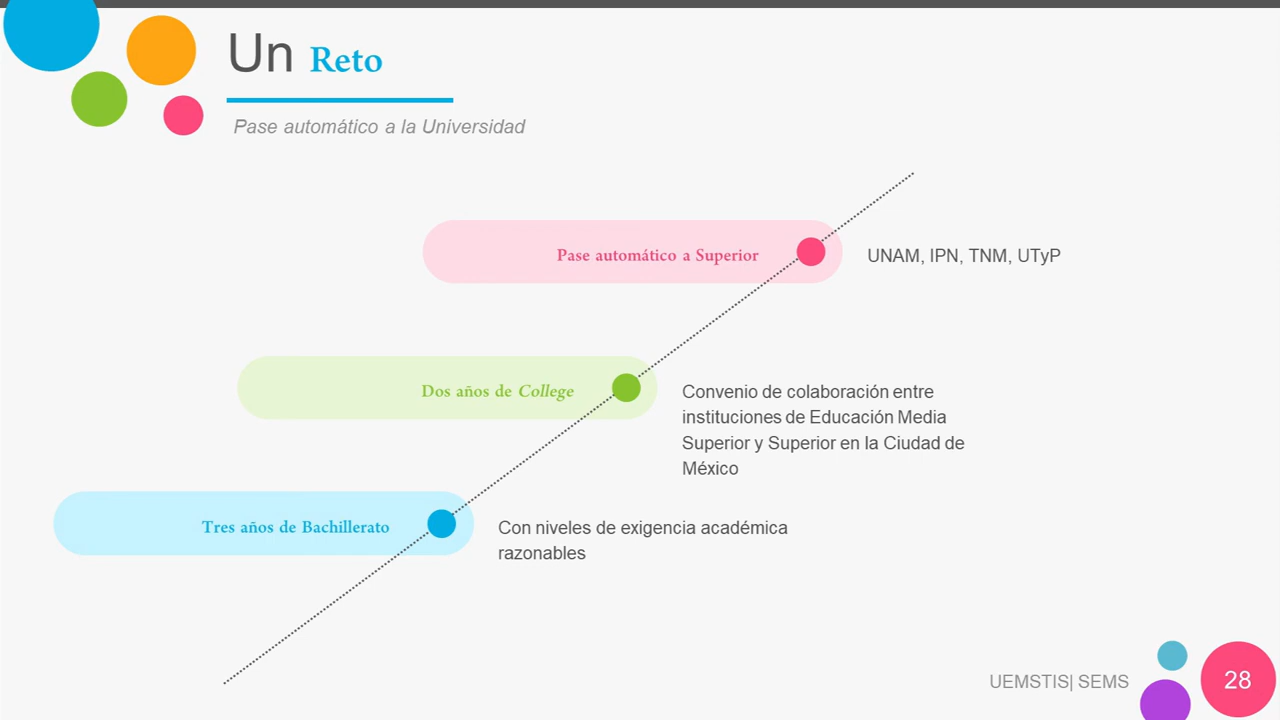 Un Reto
Pase automático a la Universidad
Pase automático a Superior
UNAM, IPN, TNM, UTyP
Dos años de College
Convenio de colaboración entre
instituciones de Educación Media
Superior y Superior en la Ciudad de
México
Tres años de Bachillerato
Con niveles de exigencia académica
razonables
UEMSTIS| SEMS
28